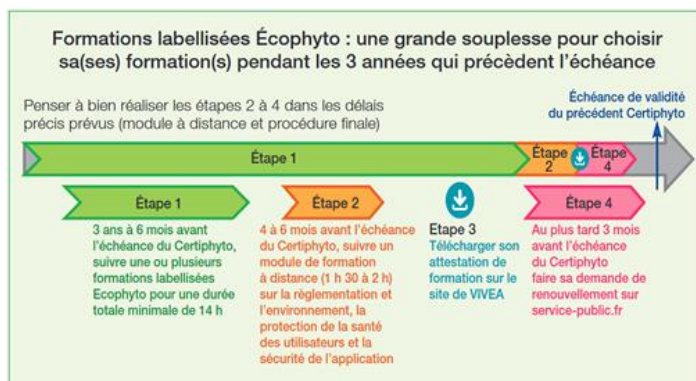 Formations labellisées Écophyto : une grande souplesse pour choisir
sa(ses) formation(s) pendant les 3 années qui précèdent l’échéance
Penser à bien réaliser les étapes 2 à 4 dans les délais
précis prévus (module à distance et procédure finale)
Échéance de validité
du précédent Certiphyto
Étape 1
Étape
2
Étape
4
Étape 1
3 ans à 6 mois avant
l’échéance du Certiphyto,
suivre une ou plusieurs
formations labellisées
Ecophyto pour une durée
totale minimale de 14 h
Étape 2
4 à 6 mois avant l’échéance
du Certiphyto, suivre un
module de formation
à distance (1 h 30 à 2 h)
sur la règlementation et
l’environnement, la
protection de la santé
des utilisateurs et la
sécurité de l’application
Etape 3
Télécharger son
attestation de
formation sur le
site de VIVEA
Étape 4
Au plus tard 3 mois
avant l’échéance
du Certiphyto
faire sa demande de
renouvellement sur
service-public.fr